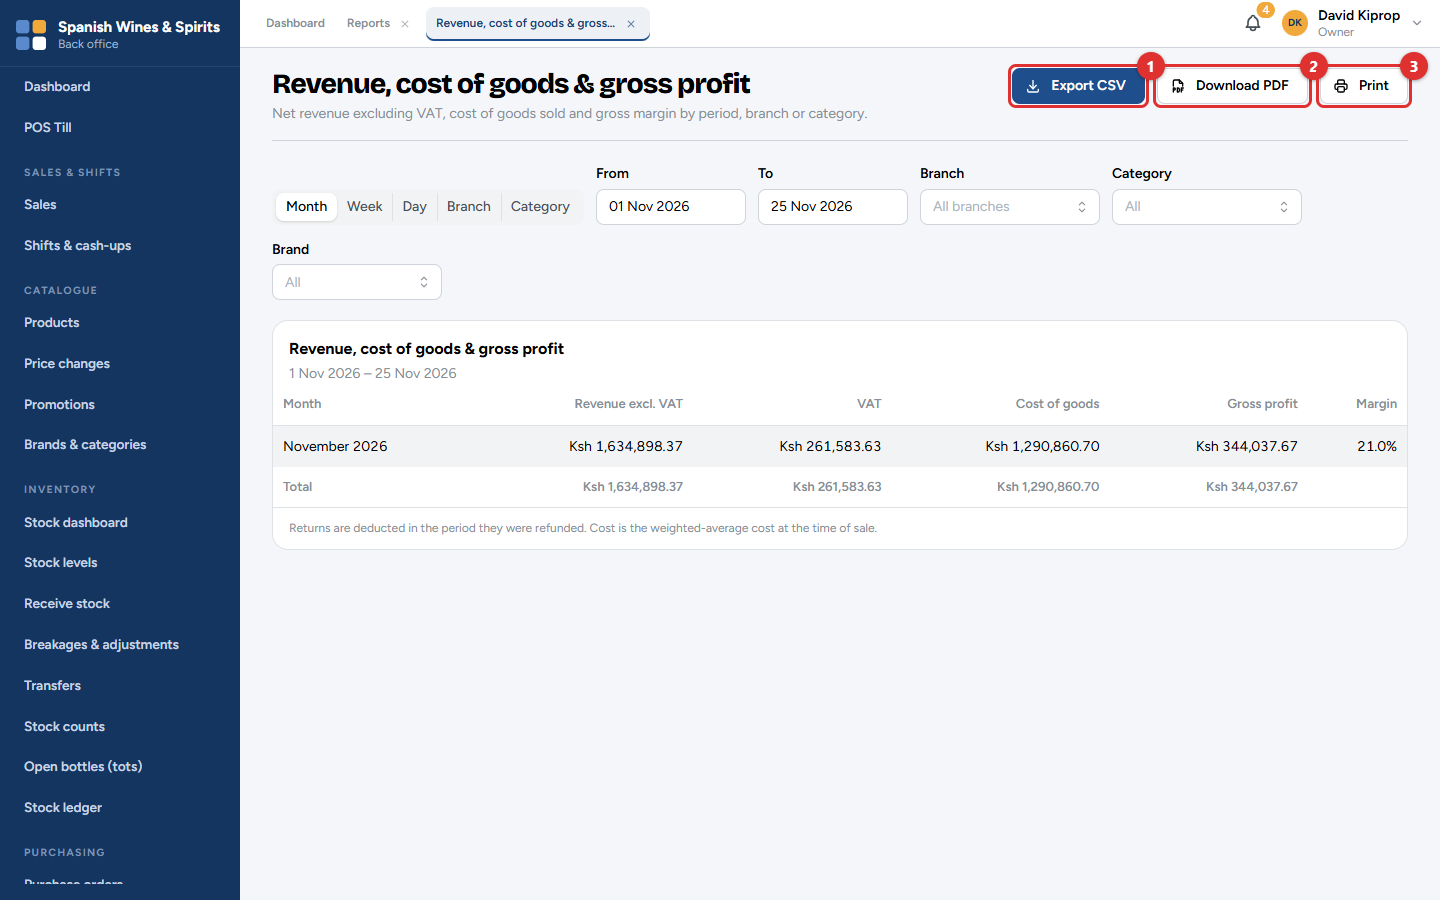 Spanish Wines & Spirits
Back office
Dashboard
POS Till
SALES & SHIFTS
Sales
Shifts & cash-ups
CATALOGUE
Products
Price changes
Promotions
Brands & categories
INVENTORY
Stock dashboard
Stock levels
Receive stock
Breakages & adjustments
Transfers
Stock counts
Open bottles (tots)
Stock ledger
PURCHASING
Purchase orders
Dashboard Reports Revenue, cost of goods & gross...
4
DK
David Kiprop
Owner
Revenue, cost of goods & gross profit
Net revenue excluding VAT, cost of goods sold and gross margin by period, branch or category.
Export CSV 1 Download PDF 2 Print 3
From To Branch Category
Month Week Day Branch Category 01 Nov 2026 25 Nov 2026 All branches All
Brand
All
Revenue, cost of goods & gross profit
1 Nov 2026 – 25 Nov 2026
Month Revenue excl. VAT VAT Cost of goods Gross profit Margin
November 2026 Ksh 1,634,898.37 Ksh 261,583.63 Ksh 1,290,860.70 Ksh 344,037.67 21.0%
Total Ksh 1,634,898.37 Ksh 261,583.63 Ksh 1,290,860.70 Ksh 344,037.67
Returns are deducted in the period they were refunded. Cost is the weighted-average cost at the time of sale.